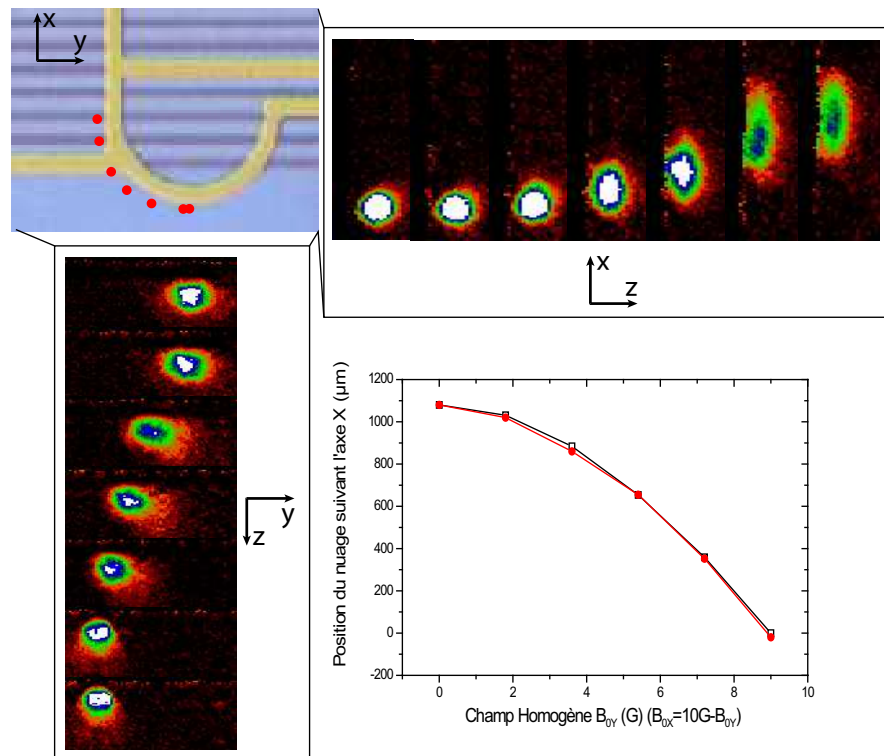 x
y
x
z
y
z
1200
1000
800
600
400
200
0
-200
Position du nuage suivant l'axe X (µm)
0 2 4 6 8 10
Champ Homogène B0Y (G) (B0X=10G-B0Y)